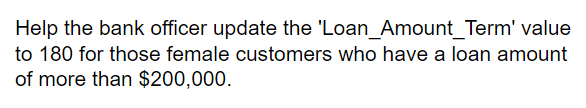 Help the bank officer update the 'Loan_Amount_Term' value
to 180 for those female customers who have a loan amount
of more than $200,000.